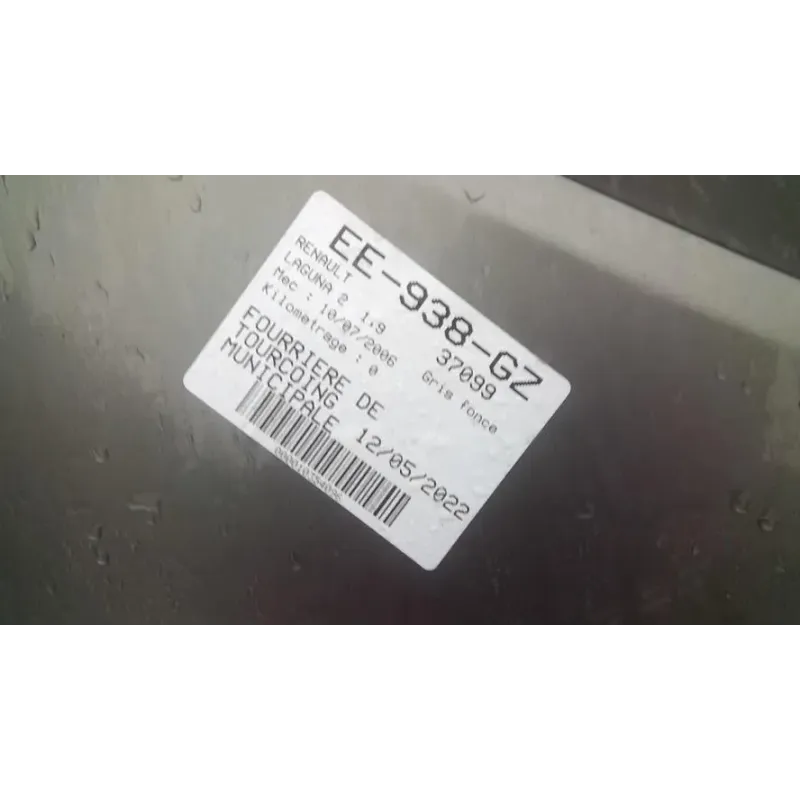 EE-938-GZ
RENAULT 37099
LAGUNA 2 1.9 Gris fonce
Mec : 10/07/2006
Kilometrage : 0
FOURRIERE DE
TOURCOING 12/05/2022
MUNICIPALE